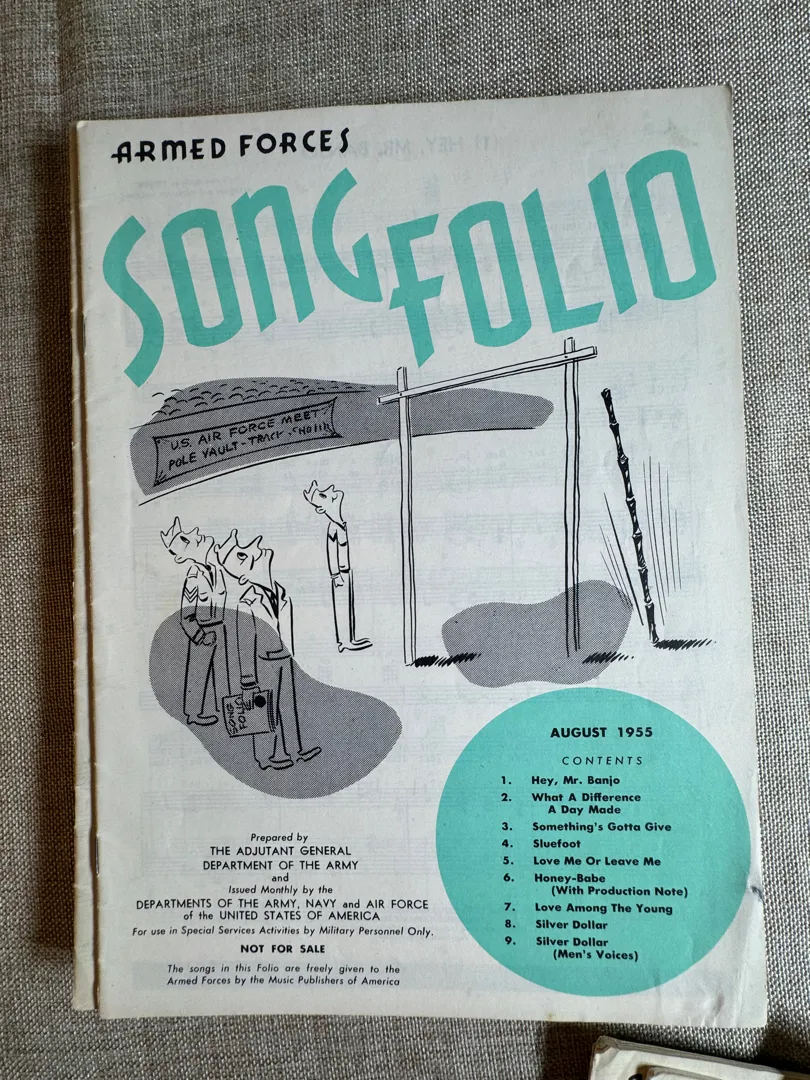 ARMED FORCES
SONG FOLIO
U.S. AIR FORCE MEET
POLE VAULT - TRACK -
SONG
FOLIO
AUGUST 1955
CONTENTS
1. Hey, Mr. Banjo
2. What A Difference
A Day Made
3. Something's Gotta Give
4. Sluefoot
5. Love Me Or Leave Me
6. Honey-Babe
(With Production Note)
7. Love Among The Young
8. Silver Dollar
9. Silver Dollar
(Men's Voices)
Prepared by
THE ADJUTANT GENERAL
DEPARTMENT OF THE ARMY
and
Issued Monthly by the
DEPARTMENTS OF THE ARMY, NAVY and AIR FORCE
of the UNITED STATES OF AMERICA
For use in Special Services Activities by Military Personnel Only.
NOT FOR SALE
The songs in this Folio are freely given to the
Armed Forces by the Music Publishers of America